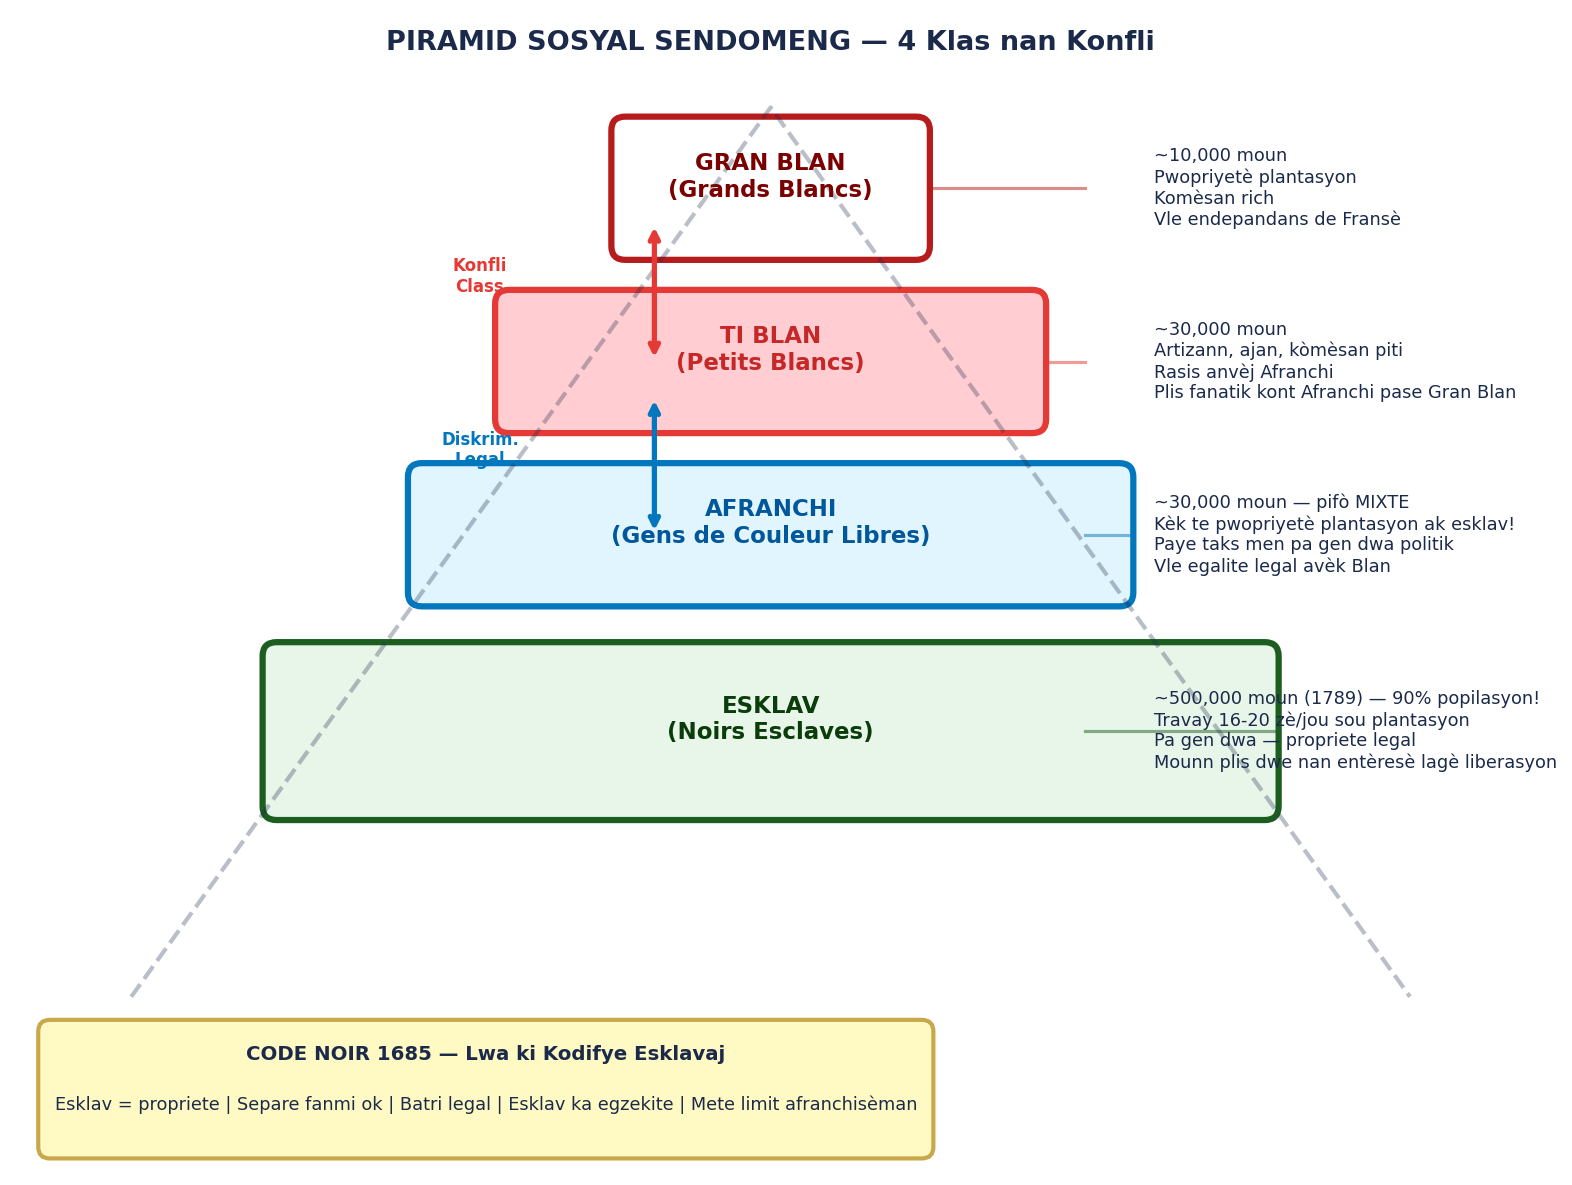 PIRAMID SOSYAL SENDOMENG — 4 Klas nan Konfli
GRAN BLAN
(Grands Blancs)
~10,000 moun
Pwopriyetè plantasyon
Komèsan rich
Vle endepandans de Fransè
Konfli
Class
TI BLAN
(Petits Blancs)
~30,000 moun
Artizann, ajan, kòmèsan piti
Rasis anvèj Afranchi
Plis fanatik kont Afranchi pase Gran Blan
Diskrim.
Legal
AFRANCHI
(Gens de Couleur Libres)
~30,000 moun — pifò MIXTE
Kèk te pwopriyetè plantasyon ak esklav!
Paye taks men pa gen dwa politik
Vle egalite legal avèk Blan
ESKLAV
(Noirs Esclaves)
~500,000 moun (1789) — 90% popilasyon!
Travay 16-20 zè/jou sou plantasyon
Pa gen dwa — propriete legal
Mounn plis dwe nan entèresè lagè liberasyon
CODE NOIR 1685 — Lwa ki Kodifye Esklavaj
Esklav = propriete | Separe fanmi ok | Batri legal | Esklav ka egzekite | Mete limit afranchisèman